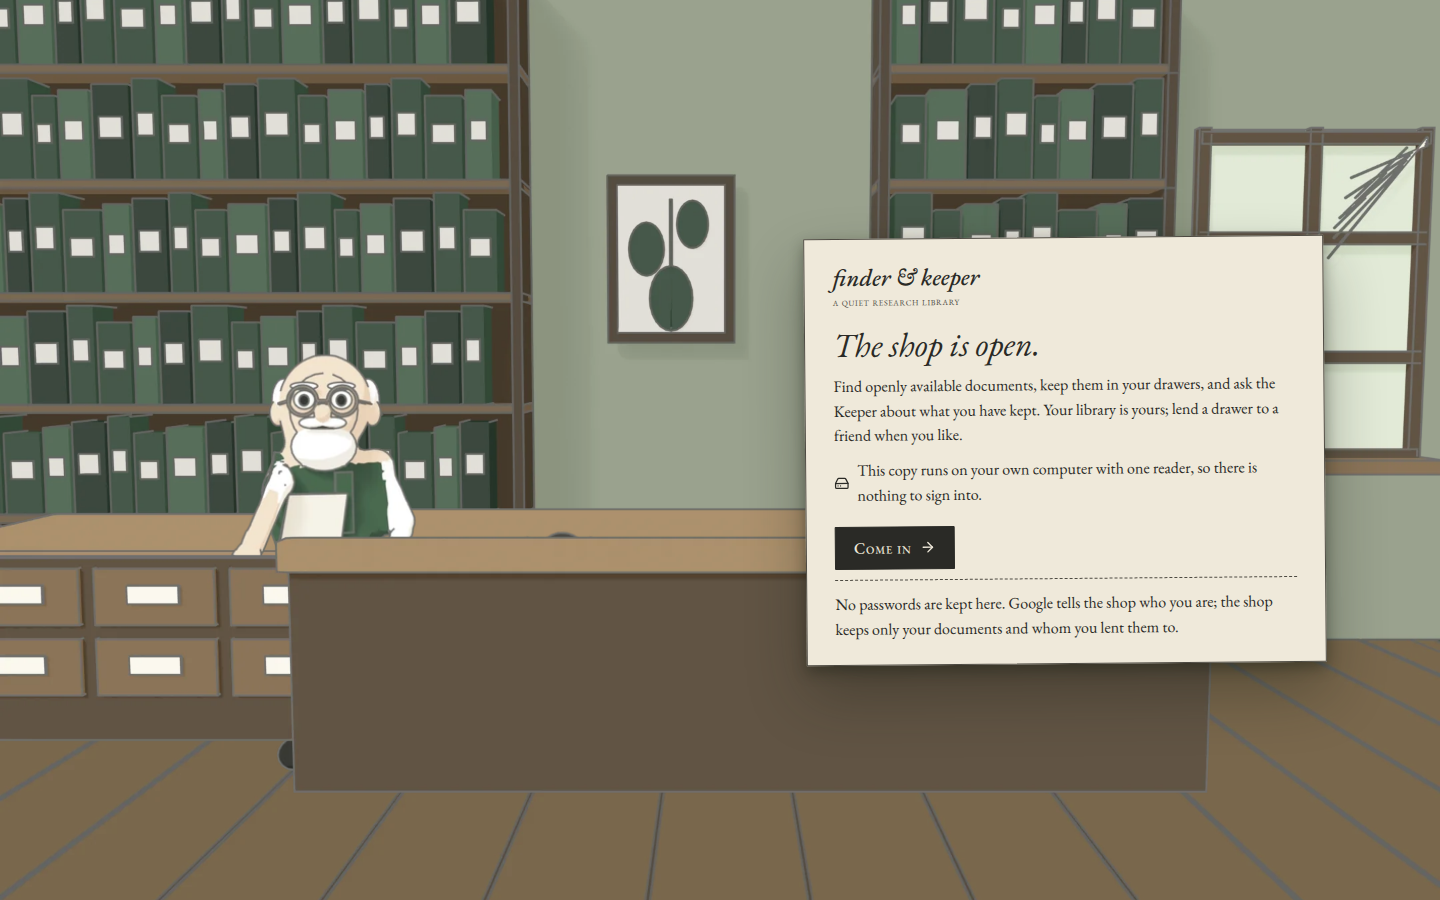 finder & keeper
A QUIET RESEARCH LIBRARY
The shop is open.
Find openly available documents, keep them in your drawers, and ask the
Keeper about what you have kept. Your library is yours; lend a drawer to a
friend when you like.
This copy runs on your own computer with one reader, so there is
nothing to sign into.
Come in →
No passwords are kept here. Google tells the shop who you are; the shop
keeps only your documents and whom you lent them to.